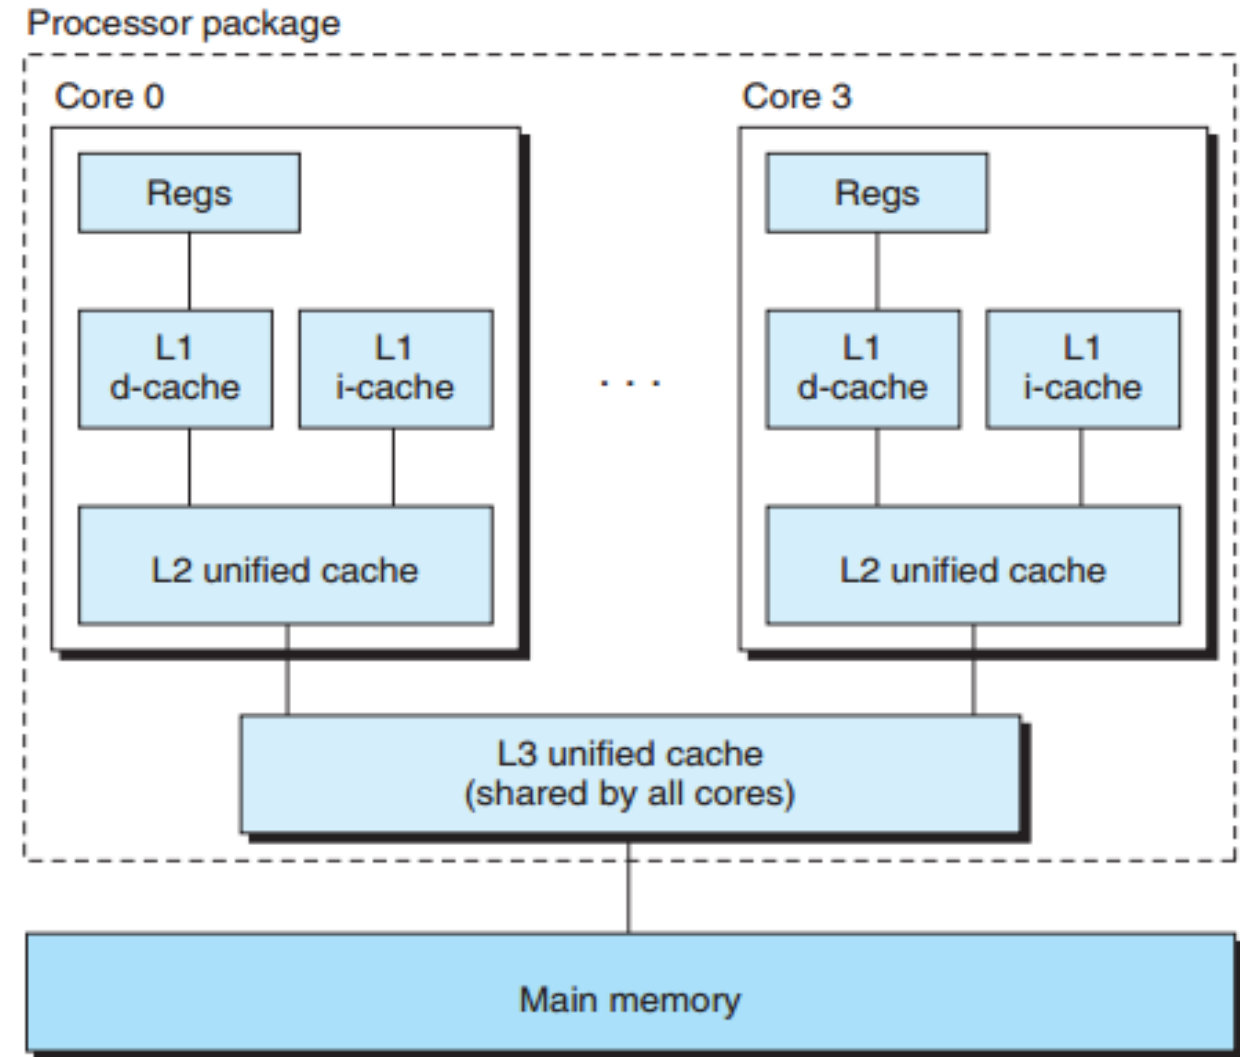 Processor package
Core 0
Regs
L1
d-cache
L1
i-cache
L2 unified cache
. . .
Core 3
Regs
L1
d-cache
L1
i-cache
L2 unified cache
L3 unified cache
(shared by all cores)
Main memory